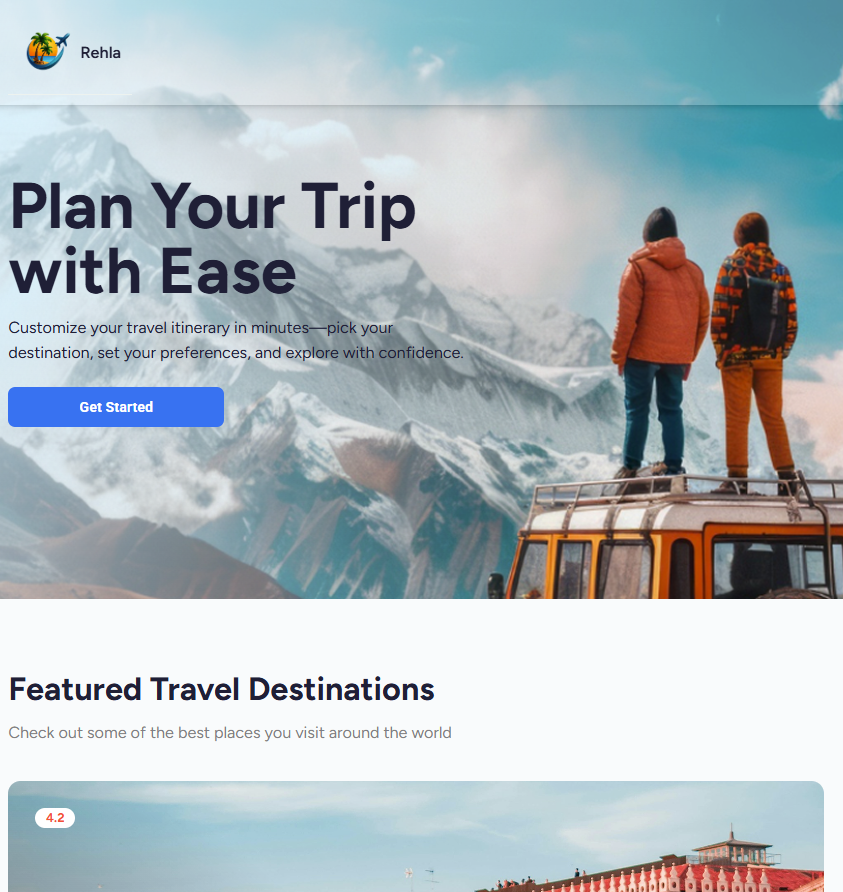 Rehla
Plan Your Trip
with Ease
Customize your travel itinerary in minutes—pick your
destination, set your preferences, and explore with confidence.
Get Started
Featured Travel Destinations
Check out some of the best places you visit around the world
4.2